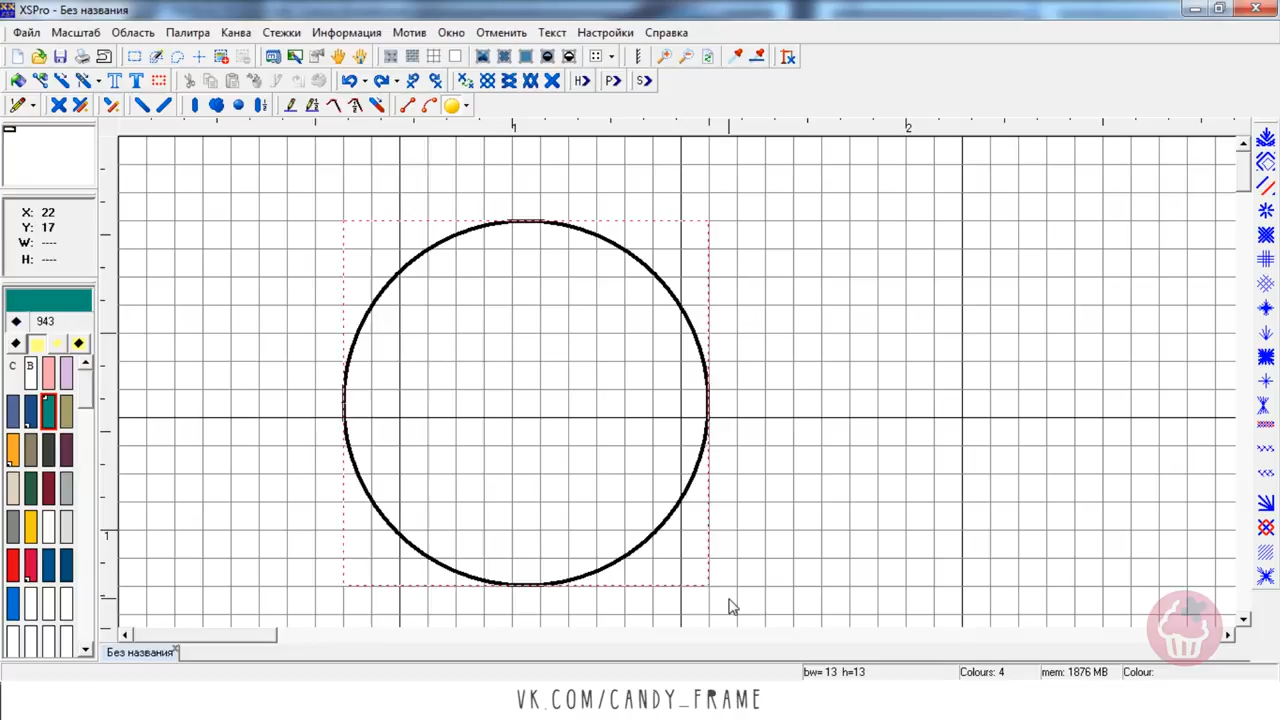 XSPro - Без названия
Файл Масштаб Область Палитра Канва Стежки Информация Мотив Окно Отменить Текст Настройки Справка
H> P> S>
1 2
X: 22
Y: 17
W: ----
H: ----
943
C B
1
Без названия
bw= 13 h=13 Colours: 4 mem: 1876 MB Colour:
VK.COM/CANDY_FRAME